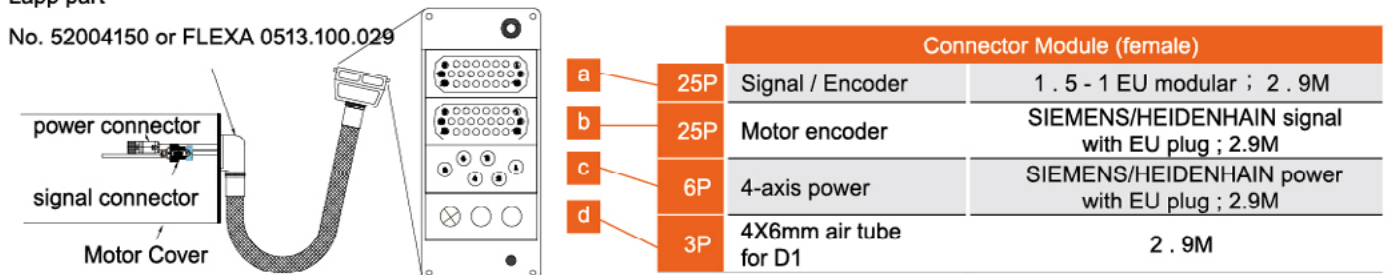 Lapp part
No. 52004150 or FLEXA 0513.100.029
power connector
signal connector
Motor Cover
Connector Module (female)
a 25P Signal / Encoder 1 . 5 - 1 EU modular ; 2 . 9M
b 25P Motor encoder SIEMENS/HEIDENHAIN signal
with EU plug ; 2.9M
c 6P 4-axis power SIEMENS/HEIDENHAIN power
with EU plug ; 2.9M
d 3P 4X6mm air tube
for D1 2 . 9M